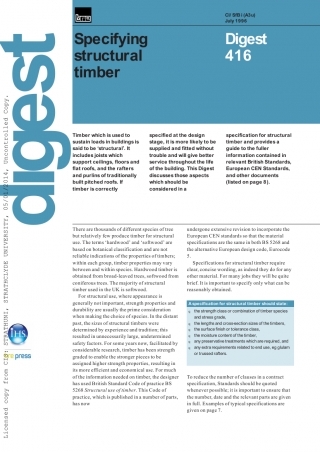 CI/SfB i (A3u)
July 1996
bre
Specifying
structural
timber
Digest
416
digest
Licensed copy from CIS: STRATHUNI, STRATHCLYDE UNIVERSITY, 05/01/2014, Uncontrolled Copy.
IHS
bre press
Timber which is used to
sustain loads in buildings is
said to be 'structural'. It
includes joists which
support ceilings, floors and
flat roofs, and the rafters
and purlins of traditionally
built pitched roofs. If
timber is correctly
specified at the design
stage, it is more likely to be
supplied and fitted without
trouble and will give better
service throughout the life
of the building. This Digest
discusses those aspects
which should be
considered in a
specification for structural
timber and provides a
guide to the fuller
information contained in
relevant British Standards,
European CEN Standards,
and other documents
(listed on page 8).
There are thousands of different species of tree
but relatively few produce timber for structural
use. The terms 'hardwood' and 'softwood' are
based on botanical classification and are not
reliable indications of the properties of timbers;
within each group, timber properties may vary
between and within species. Hardwood timber is
obtained from broad-leaved trees, softwood from
coniferous trees. The majority of structural
timber used in the UK is softwood.
For structural use, where appearance is
generally not important, strength properties and
durability are usually the prime consideration
when making the choice of species. In the distant
past, the sizes of structural timbers were
determined by experience and tradition; this
resulted in unnecessarily large, undetermined
safety factors. For some years now, facilitated by
considerable research, timber has been strength
graded to enable the stronger pieces to be
assigned higher strength properties, resulting in
its more efficient and economical use. For much
of the information needed on timber, the designer
has used British Standard Code of practice BS
5268 Structural use of timber. This Code of
practice, which is published in a number of parts,
has now
undergone extensive revision to incorporate the
European CEN standards so that the material
specifications are the same in both BS 5268 and
the alternative European design code, Eurocode
5.
Specifications for structural timber require
clear, concise wording, as indeed they do for any
other material. For many jobs they will be quite
brief. It is important to specify only what can be
reasonably obtained.
A specification for structural timber should state:
the strength class or combination of timber species
and stress grade,
the lengths and cross-section sizes of the timbers,
the surface finish or tolerance class,
the moisture content of the timber,
any preservative treatments which are required, and
any extra requirements related to end use, eg glulam
or trussed rafters.
To reduce the number of clauses in a contract
specification, Standards should be quoted
whenever possible; it is important to ensure that
the number, date and the relevant parts are given
in full. Examples of typical specifications are
given on page 7.